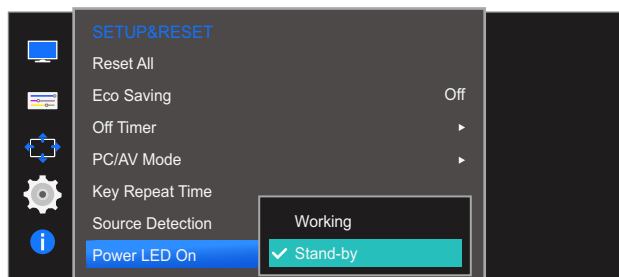 SETUP&RESET
Reset All
Eco Saving Off
Off Timer
PC/AV Mode
Key Repeat Time
Source Detection
Working
Power LED On
Stand-by